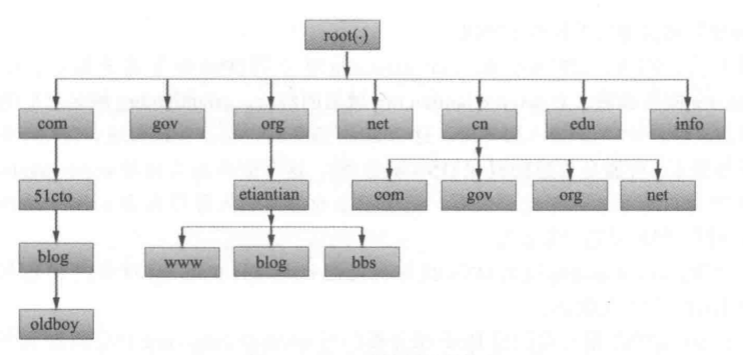 root(.)
com gov org net cn edu info
51cto etiantian com gov org net
blog www blog bbs
oldboy